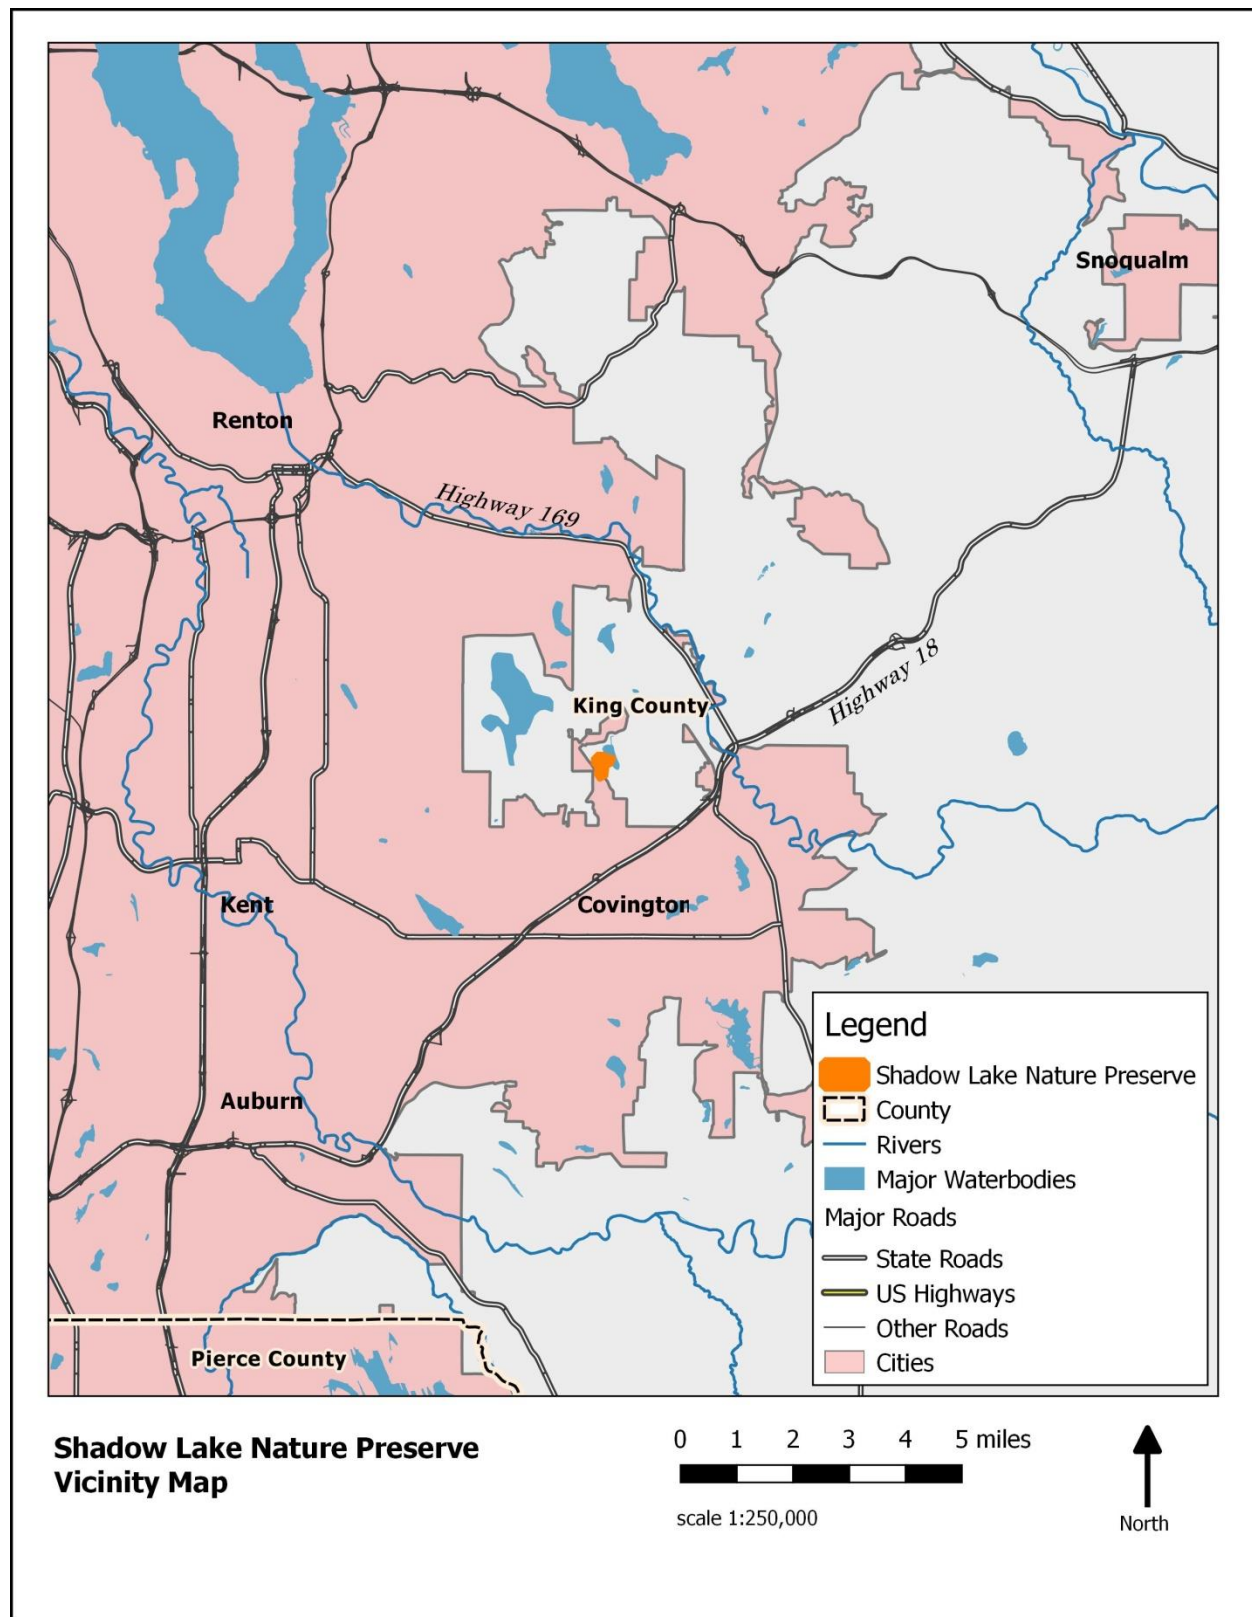 Snoqualm
Renton
Highway 169
Highway 18
King County
Kent
Covington
Auburn
Pierce County
Legend
Shadow Lake Nature Preserve
County
Rivers
Major Waterbodies
Major Roads
State Roads
US Highways
Other Roads
Cities
Shadow Lake Nature Preserve
Vicinity Map
0 1 2 3 4 5 miles
scale 1:250,000
North